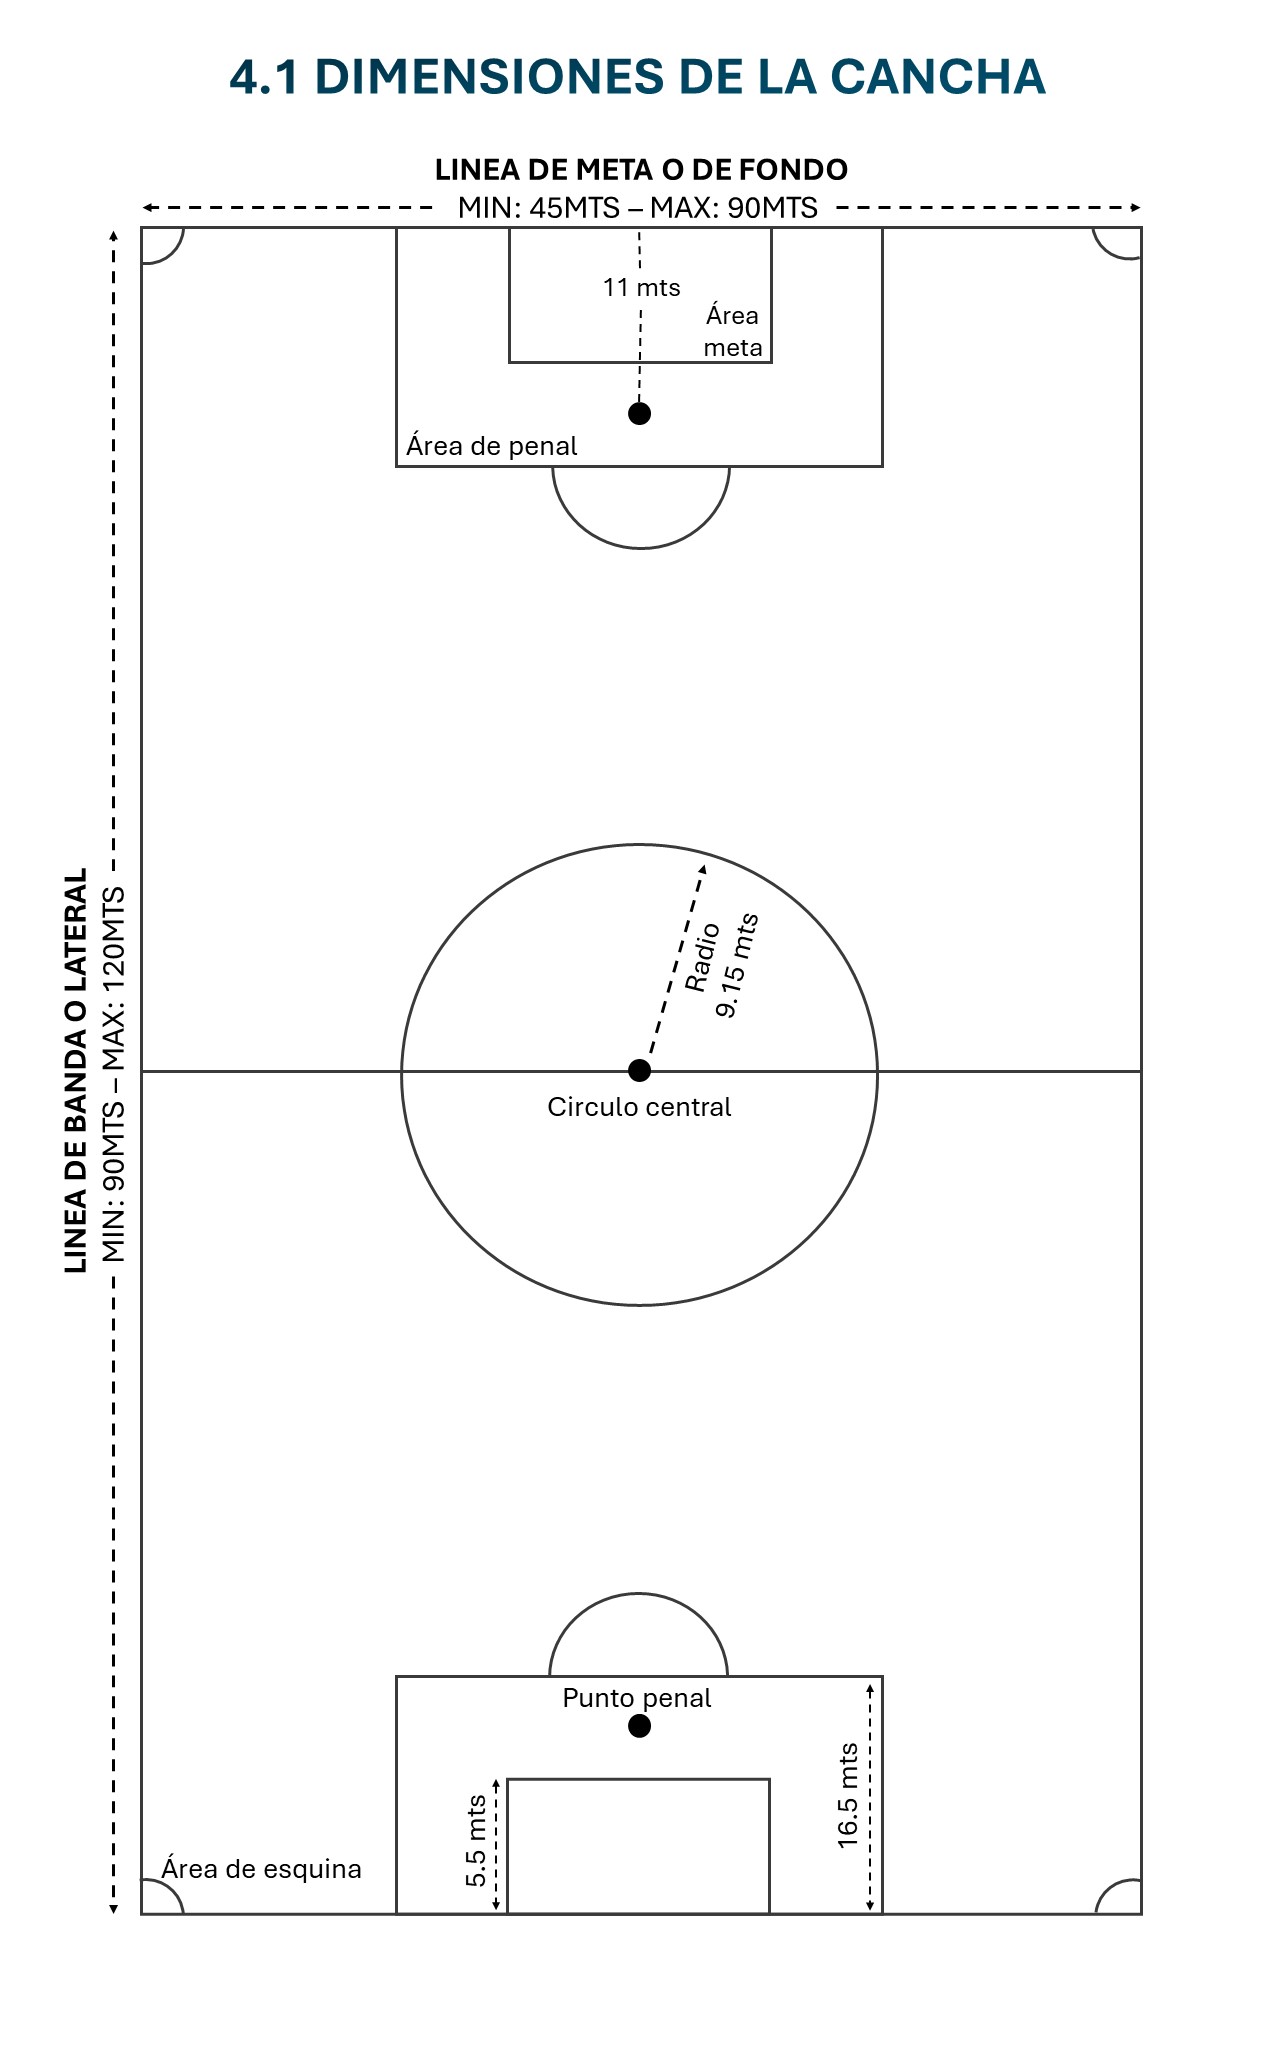 4.1 DIMENSIONES DE LA CANCHA
LINEA DE META O DE FONDO
MIN: 45MTS – MAX: 90MTS
11 mts
Área
meta
Área de penal
LINEA DE BANDA O LATERAL
MIN: 90MTS – MAX: 120MTS
Radio
9.15 mts
Circulo central
Punto penal
16.5 mts
5.5 mts
Área de esquina